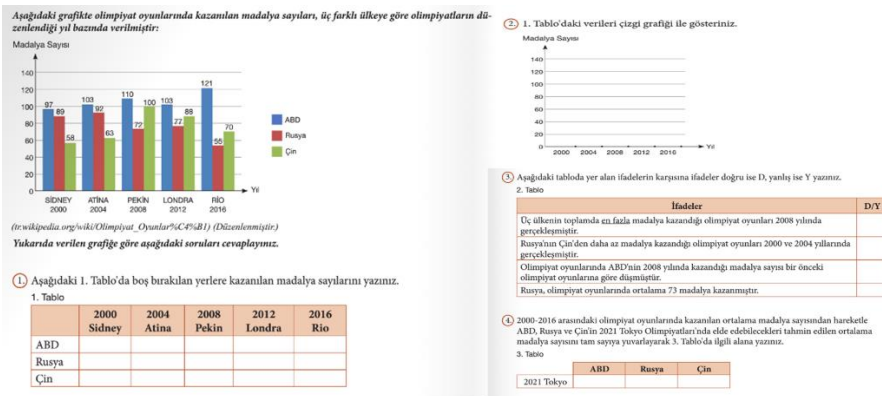 Aşağıdaki grafikte olimpiyat oyunlarında kazanılan madalya sayıları, üç farklı ülkeye göre olimpiyatların dü-
zenlendiği yıl bazında verilmiştir:
Madalya Sayısı
140
120
100
80
60
40
20
0
97
89
58
103
92
63
110
72
100
103
77
88
121
56
70
SİDNEY
2000
ATİNA
2004
PEKİN
2008
LONDRA
2012
RİO
2016
Yıl
ABD
Rusya
Çin
(tr.wikipedia.org/wiki/Olimpiyat_Oyunlar%C4%B1) (Düzenlenmiştir.)
Yukarıda verilen grafiğe göre aşağıdaki soruları cevaplayınız.
1. Aşağıdaki 1. Tablo'da boş bırakılan yerlere kazanılan madalya sayılarını yazınız.
1. Tablo
2000 Sidney
2004 Atina
2008 Pekin
2012 Londra
2016 Rio
ABD
Rusya
Çin
2. 1. Tablo'daki verileri çizgi grafiği ile gösteriniz.
Madalya Sayısı
140
120
100
80
60
40
20
0
2000 2004 2008 2012 2016 Yıl
3. Aşağıdaki tabloda yer alan ifadelerin karşısına ifadeler doğru ise D, yanlış ise Y yazınız.
2. Tablo
İfadeler D/Y
Üç ülkenin toplamda en fazla madalya kazandığı olimpiyat oyunları 2008 yılında
gerçekleşmiştir.
Rusya'nın Çin'den daha az madalya kazandığı olimpiyat oyunları 2000 ve 2004 yıllarında
gerçekleşmiştir.
Olimpiyat oyunlarında ABD'nin 2008 yılında kazandığı madalya sayısı bir önceki
olimpiyat oyunlarına göre düşmüştür.
Rusya, olimpiyat oyunlarında ortalama 73 madalya kazanmıştır.
4. 2000-2016 arasındaki olimpiyat oyunlarında kazanılan ortalama madalya sayısından hareketle
ABD, Rusya ve Çin'in 2021 Tokyo Olimpiyatları'nda elde edebilecekleri tahmin edilen ortalama
madalya sayısını tam sayıya yuvarlayarak 3. Tablo'da ilgili alana yazınız.
3. Tablo
ABD Rusya Çin
2021 Tokyo